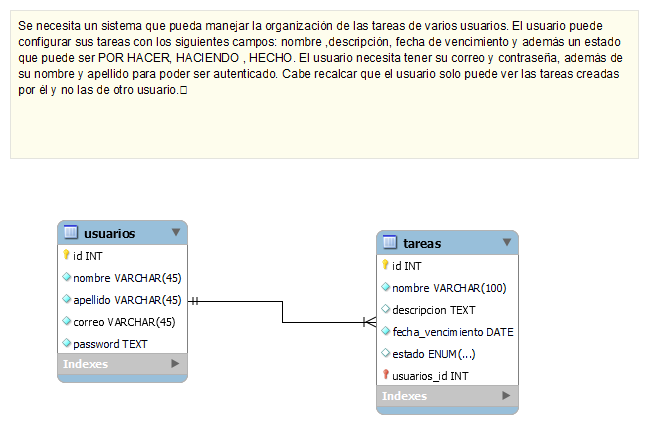 Se necesita un sistema que pueda manejar la organización de las tareas de varios usuarios. El usuario puede
configurar sus tareas con los siguientes campos: nombre ,descripción, fecha de vencimiento y además un estado
que puede ser POR HACER, HACIENDO , HECHO. El usuario necesita tener su correo y contraseña, además de
su nombre y apellido para poder ser autenticado. Cabe recalcar que el usuario solo puede ver las tareas creadas
por él y no las de otro usuario.
usuarios
id INT
nombre VARCHAR(45)
apellido VARCHAR(45)
correo VARCHAR(45)
password TEXT
Indexes
tareas
id INT
nombre VARCHAR(100)
descripcion TEXT
fecha_vencimiento DATE
estado ENUM(...)
usuarios_id INT
Indexes